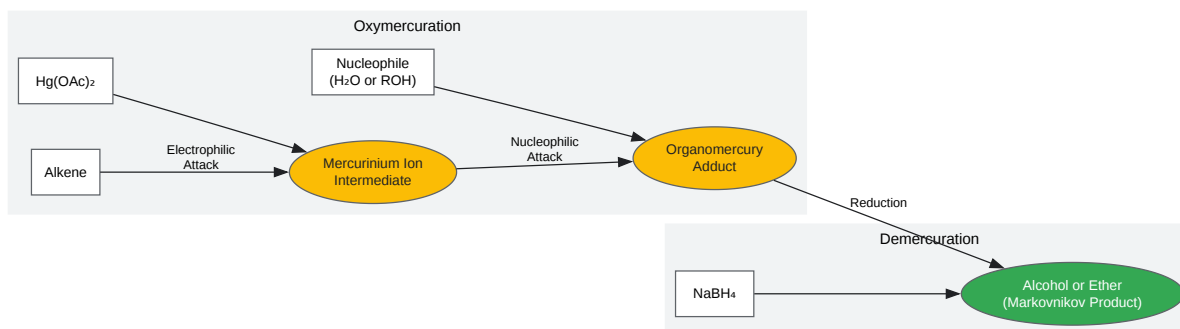 Oxymercuration
Hg(OAc)₂
Nucleophile
(H₂O or ROH)
Alkene
Electrophilic
Attack
Mercurinium Ion
Intermediate
Nucleophilic
Attack
Organomercury
Adduct
Reduction
Demercuration
NaBH₄
Alcohol or Ether
(Markovnikov Product)